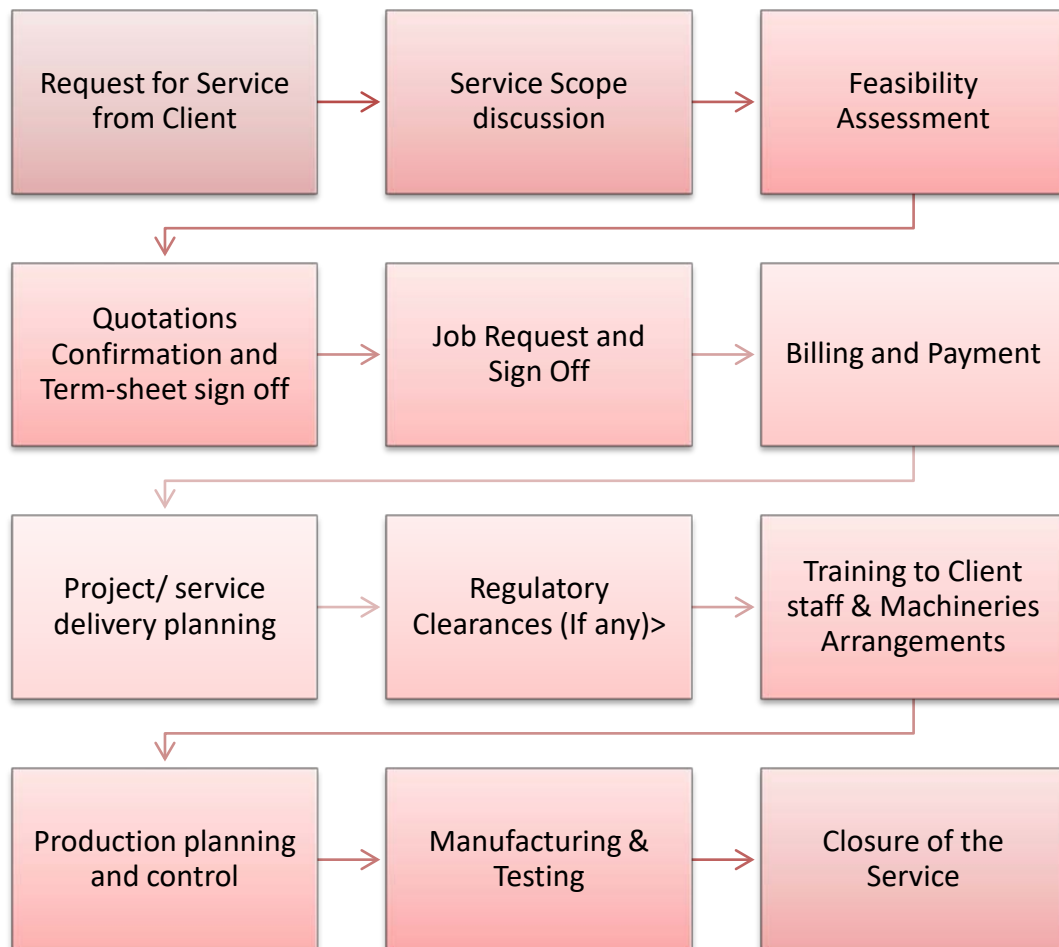 Request for Service
from Client
Service Scope
discussion
Feasibility
Assessment
Quotations
Confirmation and
Term-sheet sign off
Job Request and
Sign Off
Billing and Payment
Project/ service
delivery planning
Regulatory
Clearances (If any)>
Training to Client
staff & Machineries
Arrangements
Production planning
and control
Manufacturing &
Testing
Closure of the
Service